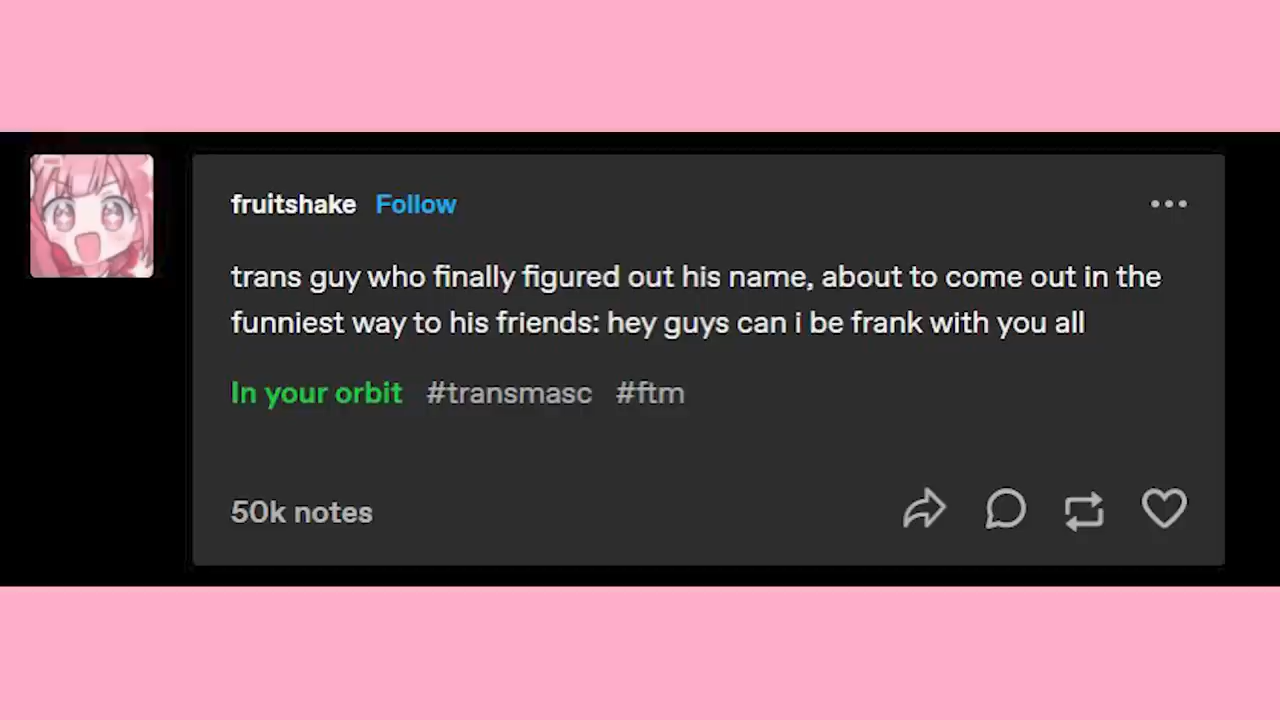 fruitshake Follow
trans guy who finally figured out his name, about to come out in the
funniest way to his friends: hey guys can i be frank with you all
In your orbit #transmasc #ftm
50k notes